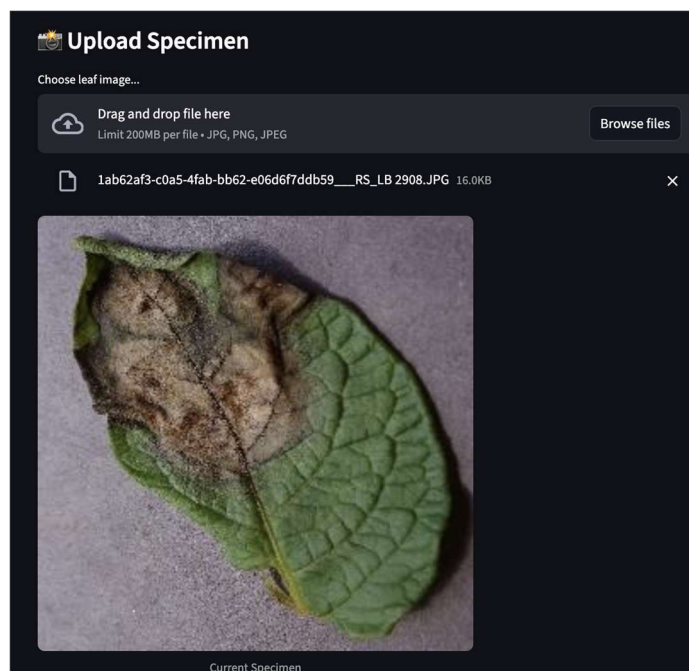 📸 Upload Specimen
Choose leaf image...
Drag and drop file here
Limit 200MB per file • JPG, PNG, JPEG
Browse files
1ab62af3-c0a5-4fab-bb62-e06d6f7ddb59___RS_LB 2908.JPG 16.0KB
Current Specimen